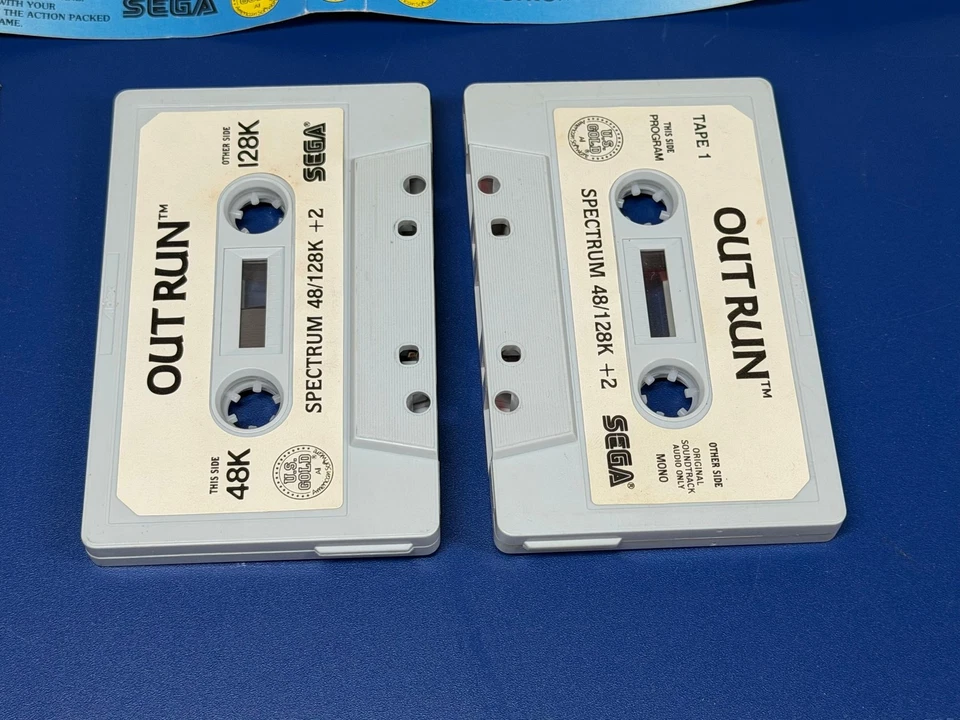 WITH YOUR
THE ACTION PACKED
SEGA
OUT RUN™
THIS SIDE
48K
OTHER SIDE
128K
SPECTRUM 48/128K +2
U.S.
GOLD
SEGA®
TAPE 1
THIS SIDE
PROGRAM
OUT RUN™
OTHER SIDE
ORIGINAL
SOUNDTRACK
AUDIO ONLY
MONO
U.S.
GOLD
SPECTRUM 48/128K +2
SEGA®